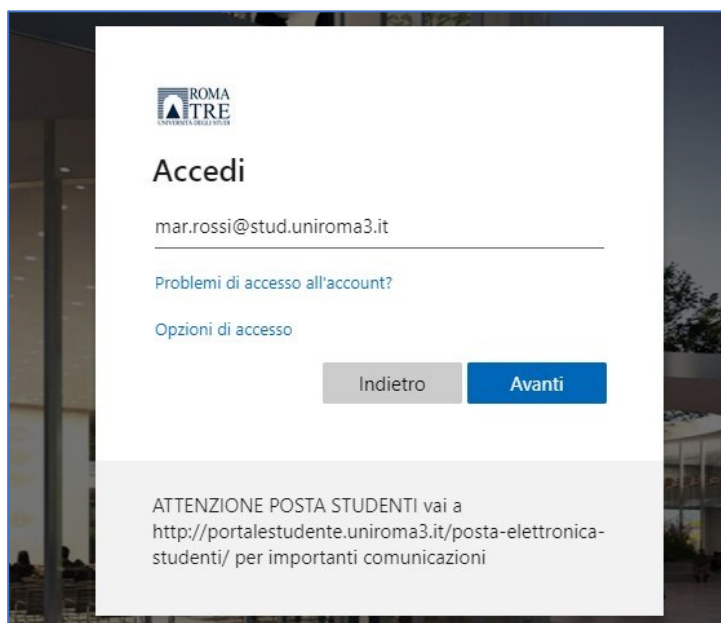 ROMA
TRE
UNIVERSITÀ DEGLI STUDI
Accedi
mar.rossi@stud.uniroma3.it
Problemi di accesso all'account?
Opzioni di accesso
Indietro
Avanti
ATTENZIONE POSTA STUDENTI vai a
http://portalestudente.uniroma3.it/posta-elettronica-
studenti/ per importanti comunicazioni